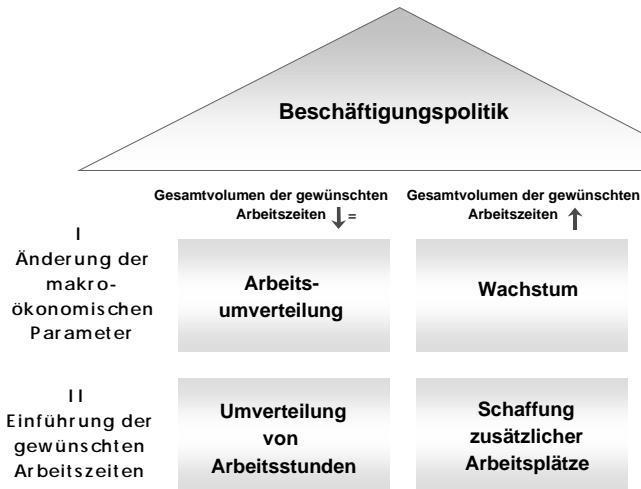 Beschäftigungspolitik
Gesamtvolumen der gewünschten
Arbeitszeiten ↓ =
Gesamtvolumen der gewünschten
Arbeitszeiten ↑
I
Änderung der
makro-
ökonomischen
Parameter
Arbeits-
umverteilung
Wachstum
II
Einführung der
gewünschten
Arbeitszeiten
Umverteilung
von
Arbeitsstunden
Schaffung
zusätzlicher
Arbeitsplätze